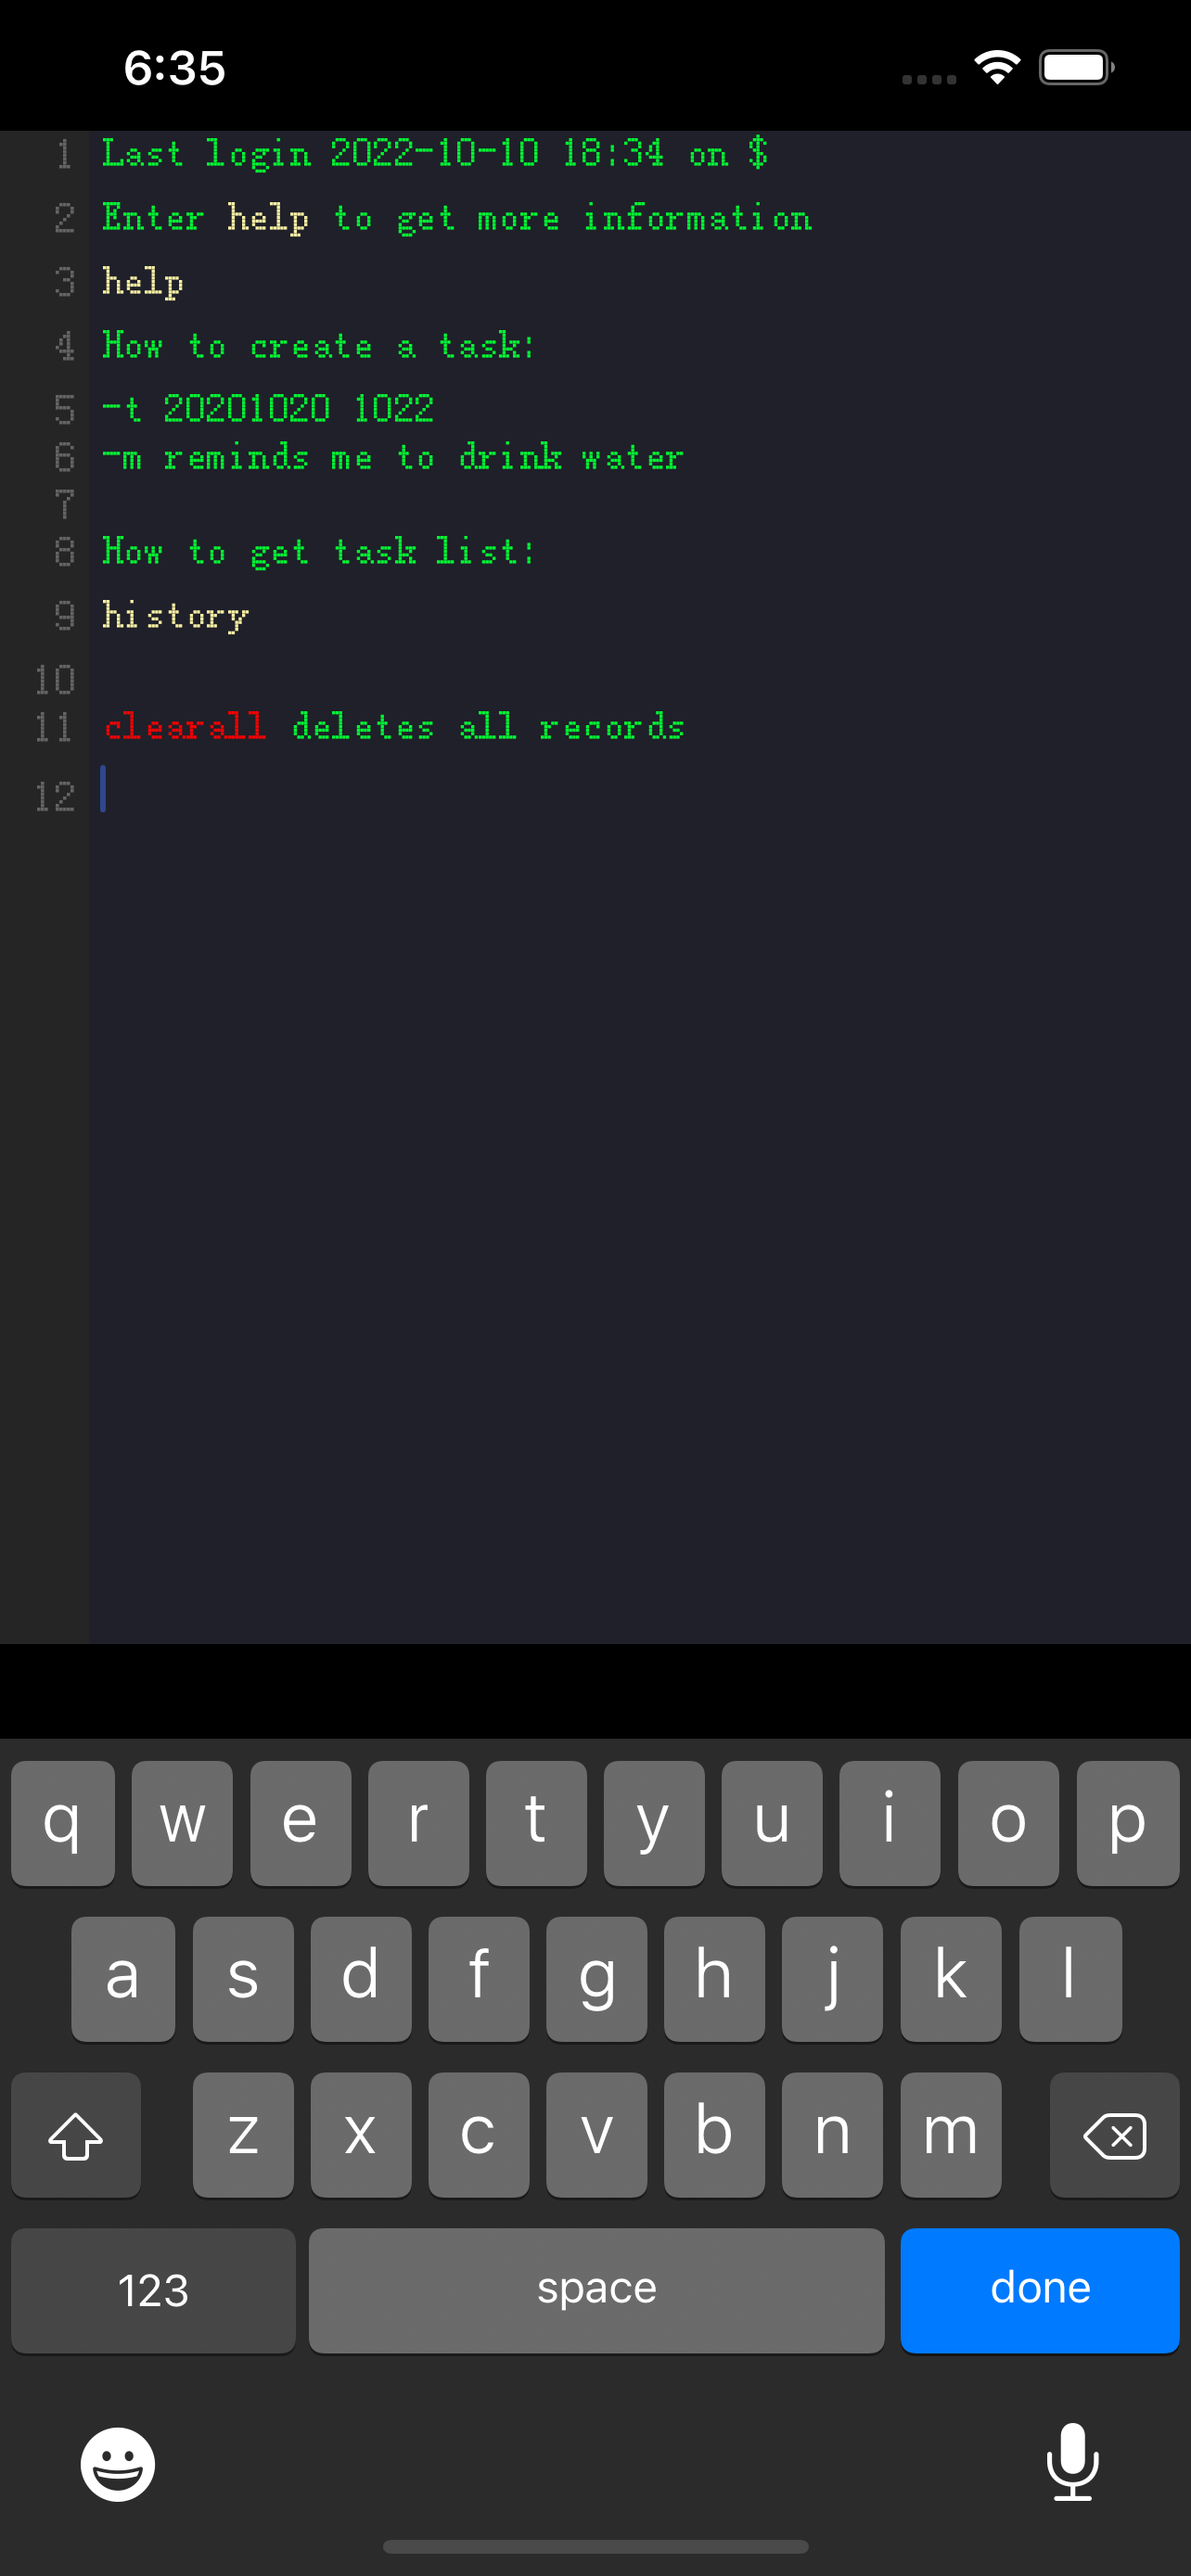 6:35
1 Last login 2022-10-10 18:34 on $
2 Enter help to get more information
3 help
4 How to create a task:
5 -t 20201020 1022
6 -m reminds me to drink water
7
8 How to get task list:
9 history
10
11 clearall deletes all records
12
q w e r t y u i o p
a s d f g h j k l
z x c v b n m
123 space done